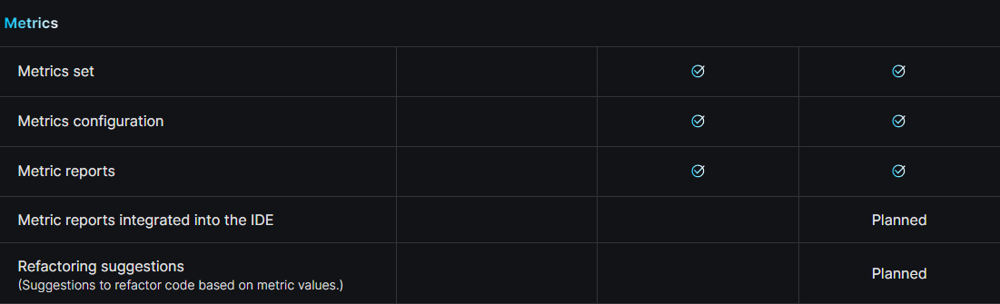 Metrics
Metrics set
Metrics configuration
Metric reports
Metric reports integrated into the IDE
Planned
Refactoring suggestions
(Suggestions to refactor code based on metric values.)
Planned